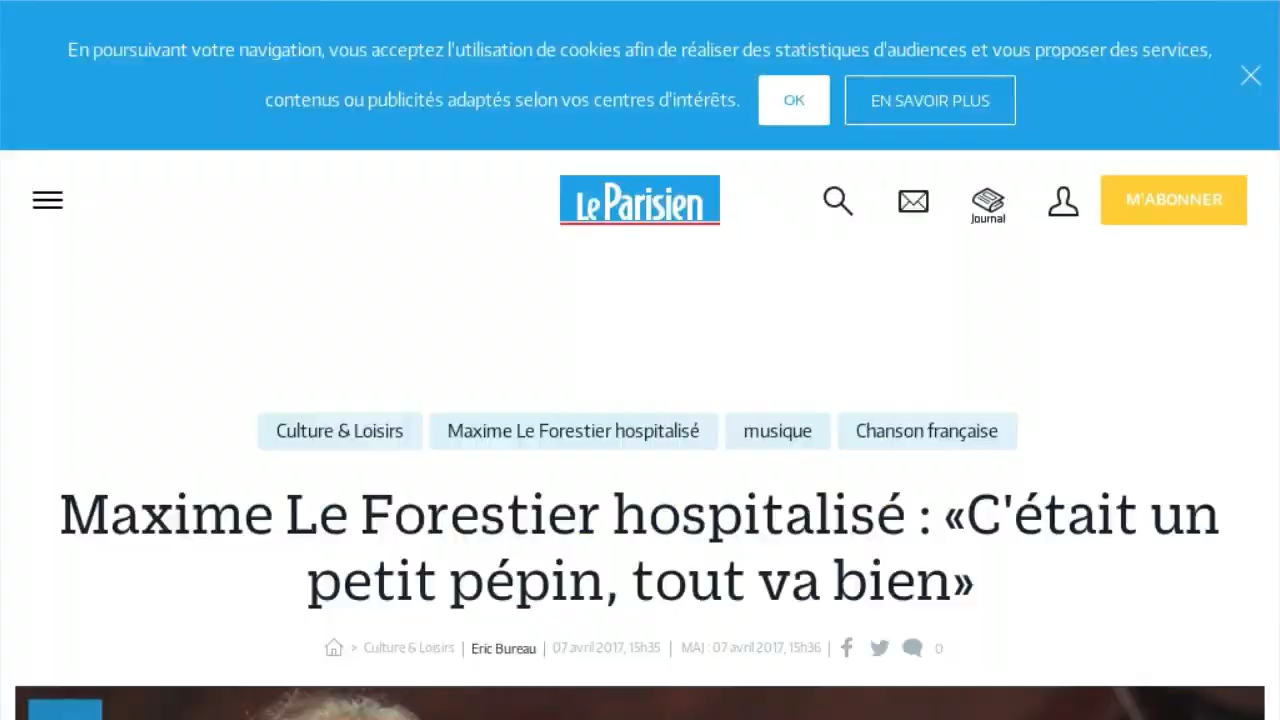 En poursuivant votre navigation, vous acceptez l'utilisation de cookies afin de réaliser des statistiques d'audiences et vous proposer des services,
contenus ou publicités adaptés selon vos centres d'intérêts. OK EN SAVOIR PLUS
Le Parisien Journal M'ABONNER
Culture & Loisirs Maxime Le Forestier hospitalisé musique Chanson française
Maxime Le Forestier hospitalisé : «C'était un
petit pépin, tout va bien»
> Culture & Loisirs | Eric Bureau | 07 avril 2017, 15h35 | MAJ : 07 avril 2017, 15h36 | 0